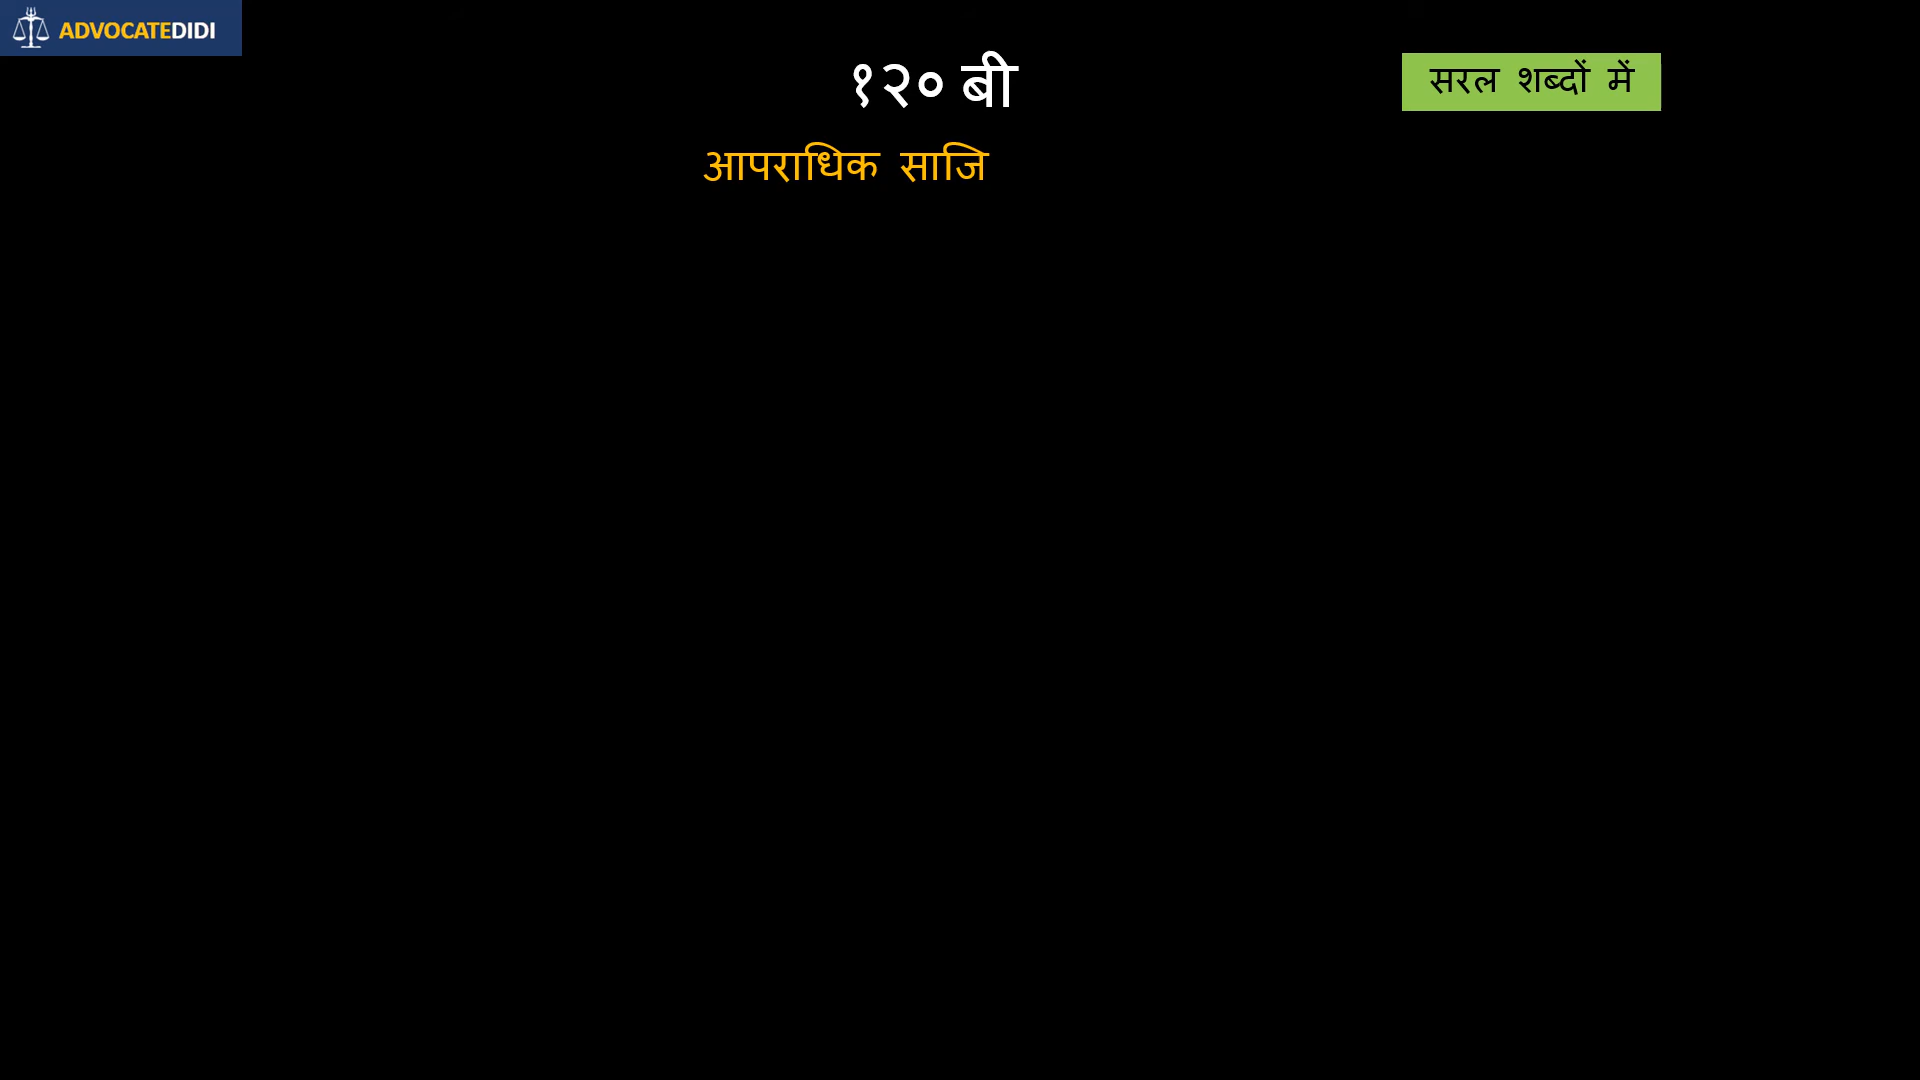 ADVOCATEDIDI
१२० बी
सरल शब्दों में
आपराधिक साजि